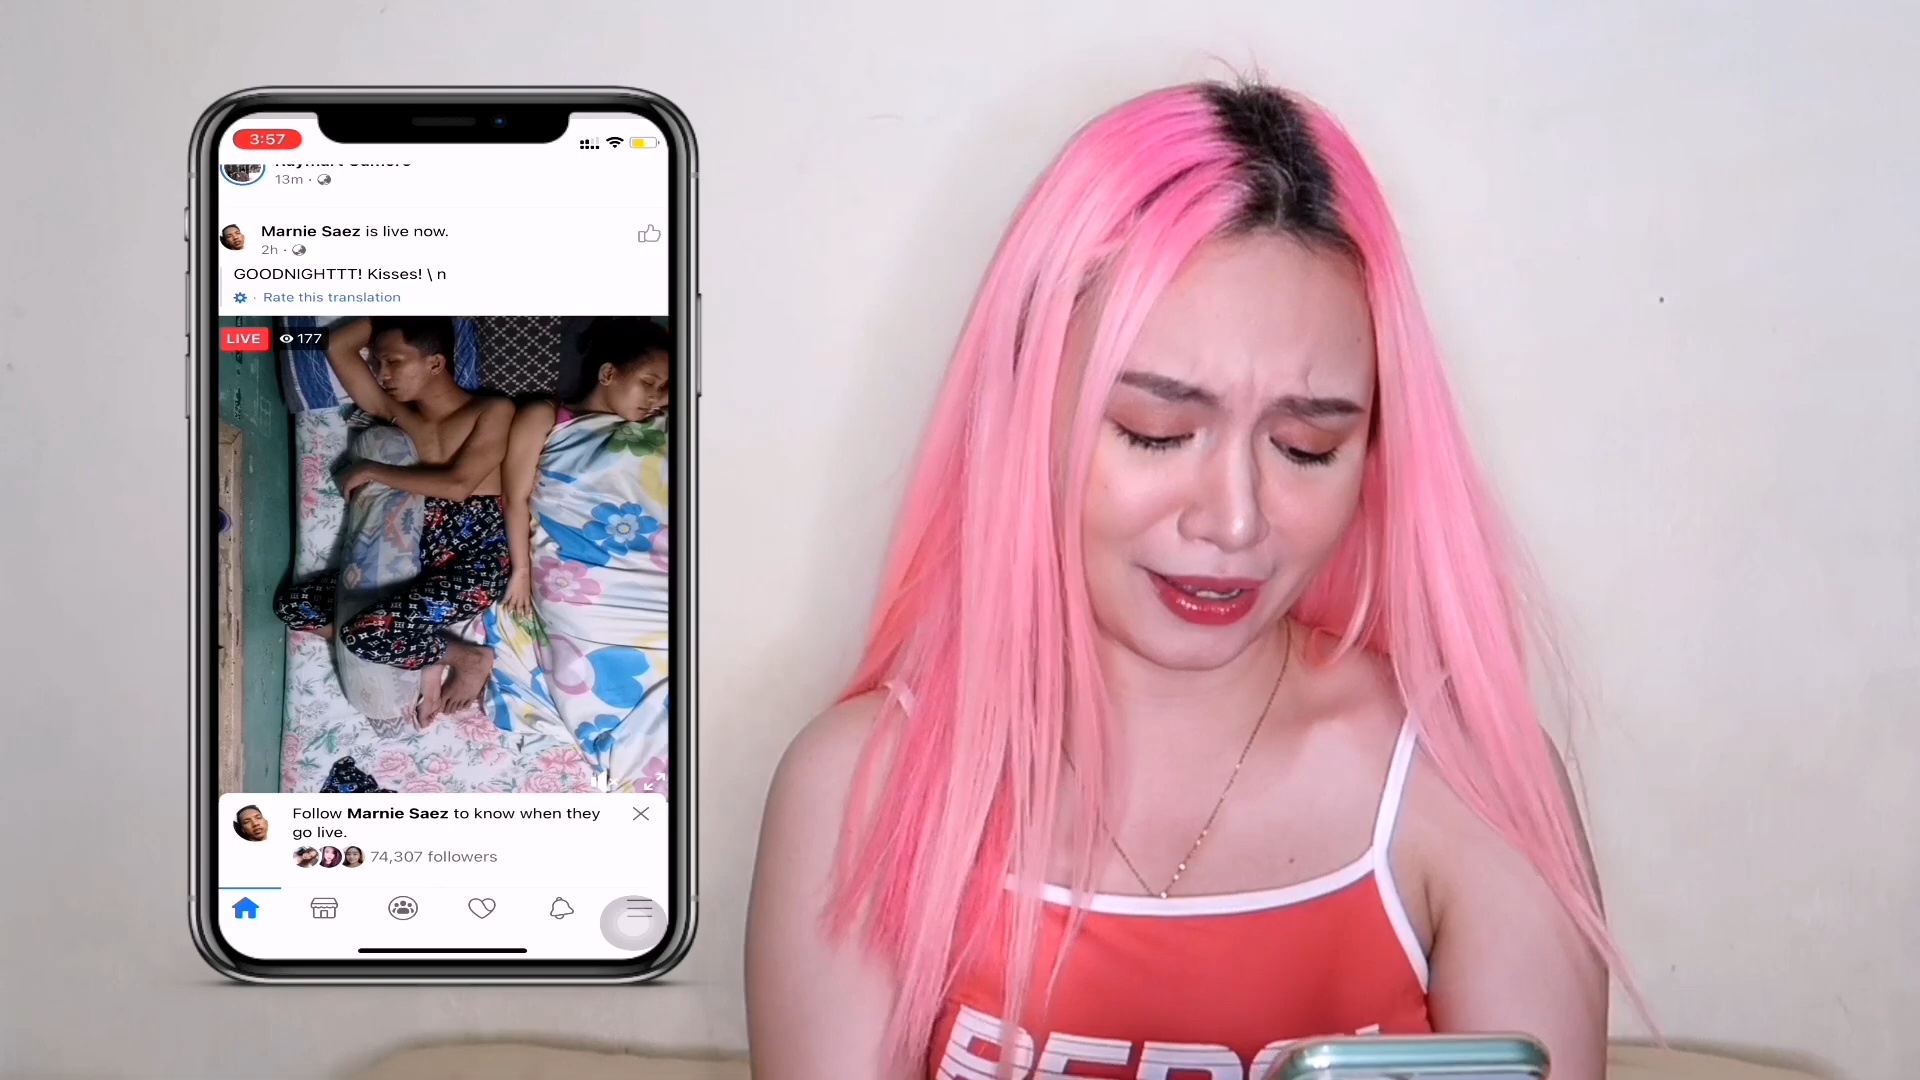 3:57
13m
Marnie Saez is live now.
2h
GOODNIGHTTT! Kisses! \ n
Rate this translation
LIVE
177
Follow Marnie Saez to know when they
go live.
74,307 followers